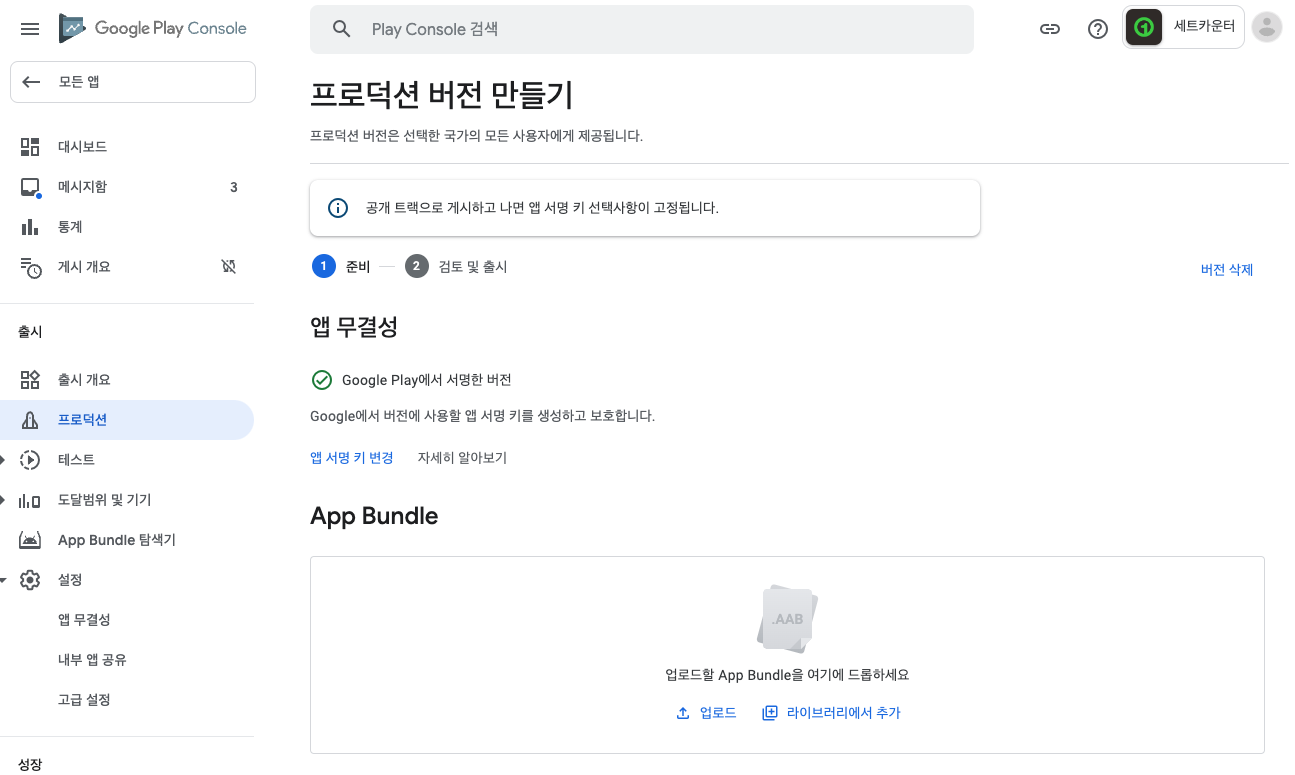 Google Play Console
Play Console 검색
세트카운터
모든 앱
대시보드
메시지함 3
통계
게시 개요
출시
출시 개요
프로덕션
테스트
도달범위 및 기기
App Bundle 탐색기
설정
앱 무결성
내부 앱 공유
고급 설정
성장
프로덕션 버전 만들기
프로덕션 버전은 선택한 국가의 모든 사용자에게 제공됩니다.
공개 트랙으로 게시하고 나면 앱 서명 키 선택사항이 고정됩니다.
1 준비 2 검토 및 출시
버전 삭제
앱 무결성
Google Play에서 서명한 버전
Google에서 버전에 사용할 앱 서명 키를 생성하고 보호합니다.
앱 서명 키 변경 자세히 알아보기
App Bundle
.AAB
업로드할 App Bundle을 여기에 드롭하세요
업로드 라이브러리에서 추가